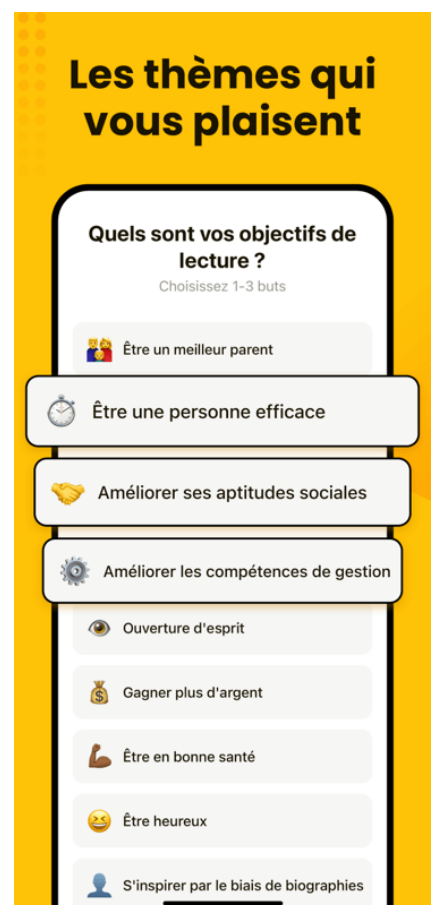 Les thèmes qui
vous plaisent
Quels sont vos objectifs de
lecture ?
Choisissez 1-3 buts
Être un meilleur parent
Être une personne efficace
Améliorer ses aptitudes sociales
Améliorer les compétences de gestion
Ouverture d'esprit
Gagner plus d'argent
Être en bonne santé
Être heureux
S'inspirer par le biais de biographies